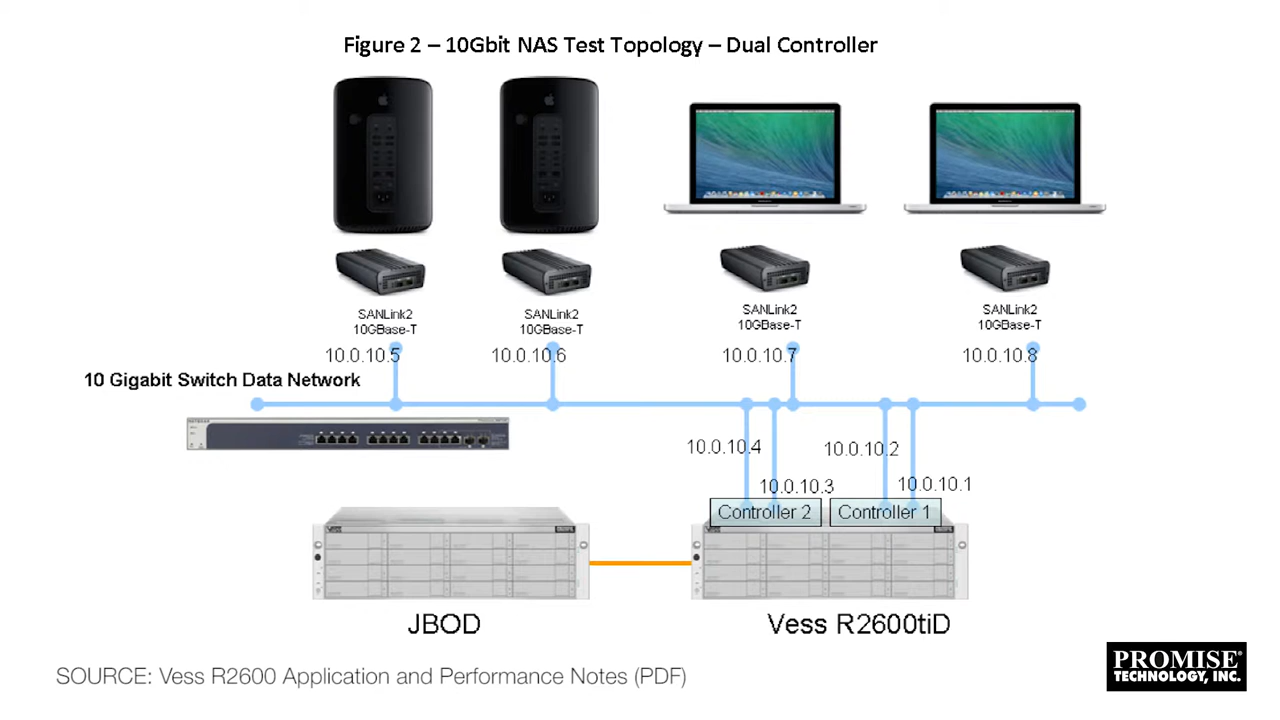 Figure 2 – 10Gbit NAS Test Topology – Dual Controller
SANLink2
10GBase-T
SANLink2
10GBase-T
SANLink2
10GBase-T
SANLink2
10GBase-T
10.0.10.5
10.0.10.6
10.0.10.7
10.0.10.8
10 Gigabit Switch Data Network
10.0.10.4
10.0.10.3
10.0.10.2
10.0.10.1
Controller 2
Controller 1
JBOD
Vess R2600tiD
SOURCE: Vess R2600 Application and Performance Notes (PDF)
PROMISE®
TECHNOLOGY, INC.